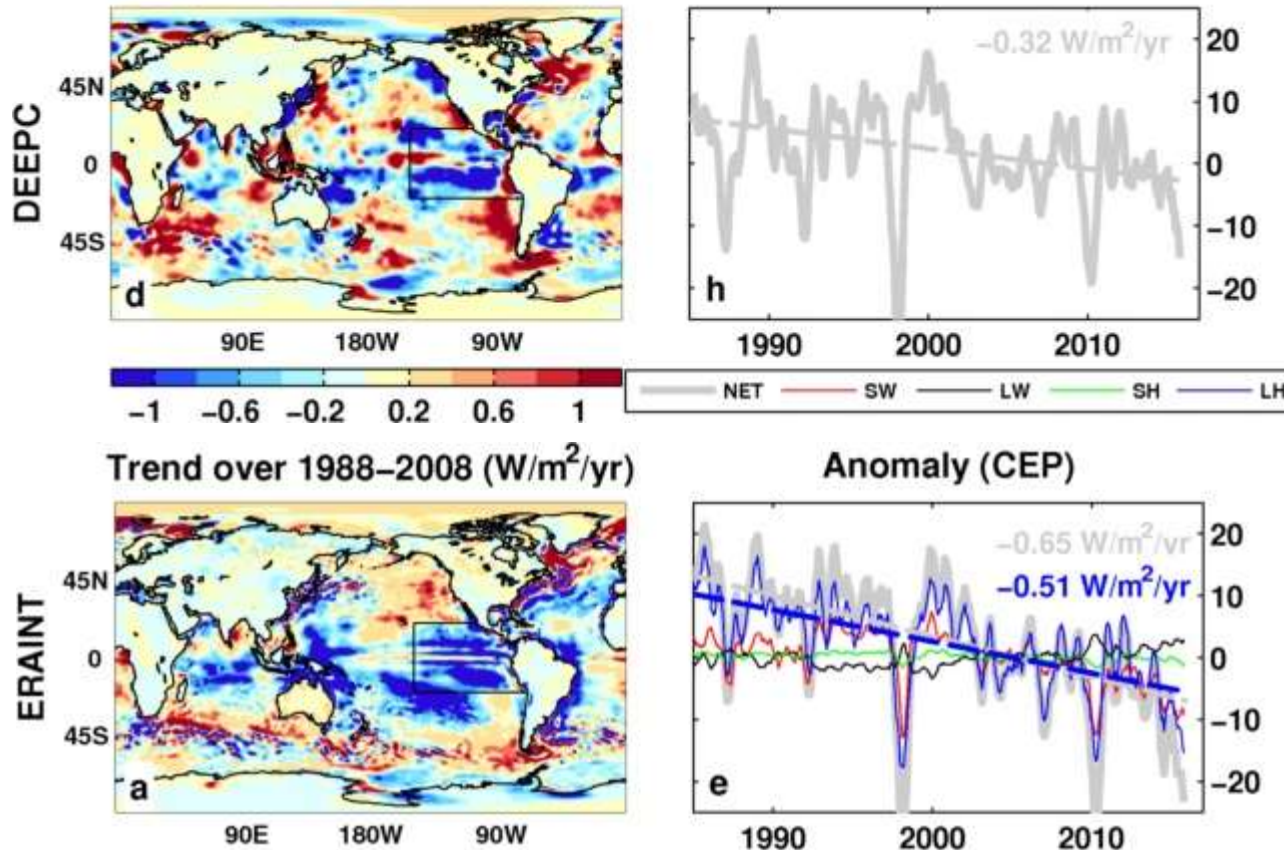 DEEPC
45N
0
45S
d
90E
180W
90W
−0.32 W/m²/yr
20
10
0
−10
−20
h
1990
2000
2010
−1
−0.6
−0.2
0.2
0.6
1
NET
SW
LW
SH
LH
Trend over 1988−2008 (W/m²/yr)
Anomaly (CEP)
ERAINT
45N
0
45S
a
90E
180W
90W
−0.65 W/m²/yr
−0.51 W/m²/yr
20
10
0
−10
−20
e
1990
2000
2010